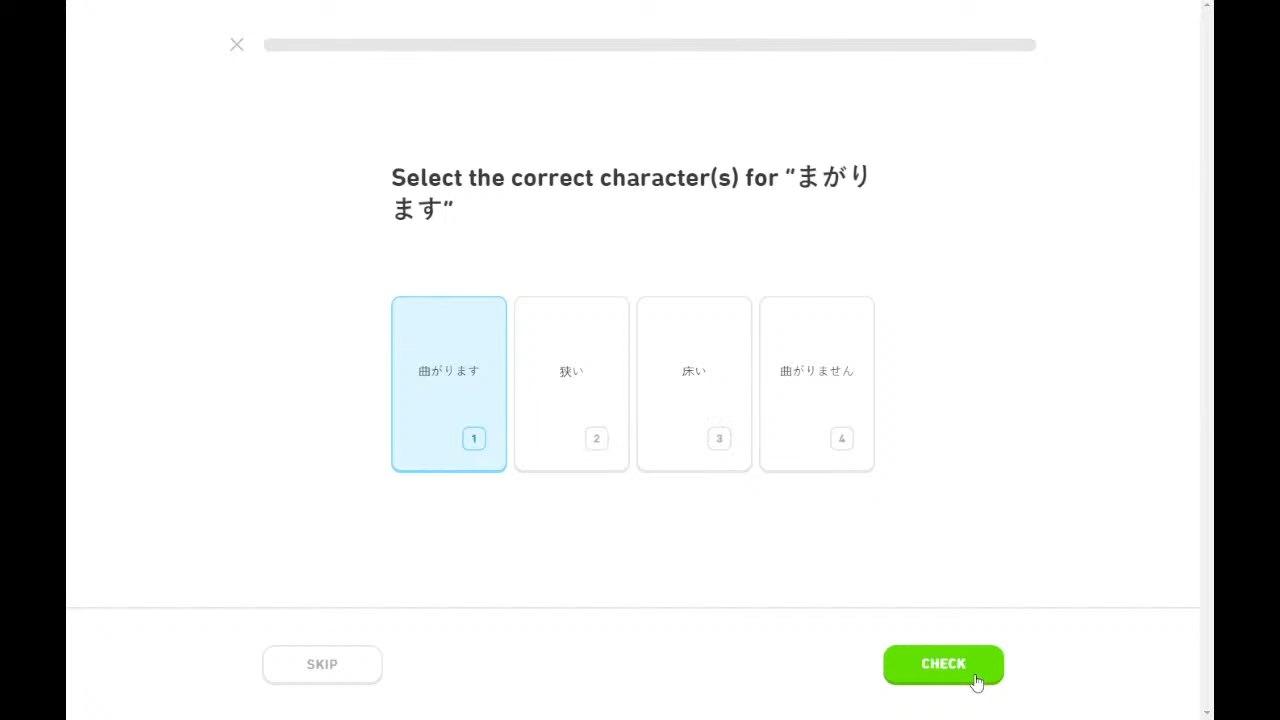 Select the correct character(s) for "まがり
ます"
曲がります
1
狭い
2
床い
3
曲がりません
4
SKIP
CHECK